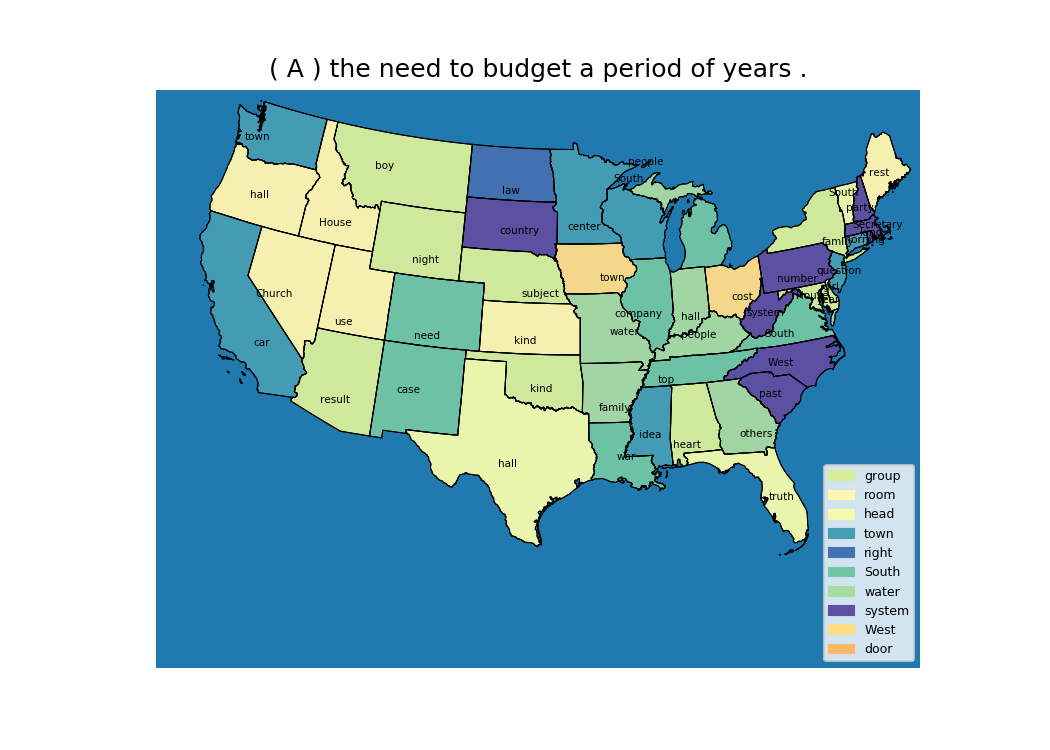 ( A ) the need to budget a period of years .
town
boy
people
hall
law
South
rest
House
country
center
South
party
Secretary
night
family
morning
Church
subject
town
number
question
use
need
kind
company
water
hall
cost
people
system
South
car
result
case
kind
family
top
West
past
idea
heart
others
war
hall
truth
group
room
head
town
right
South
water
system
West
door